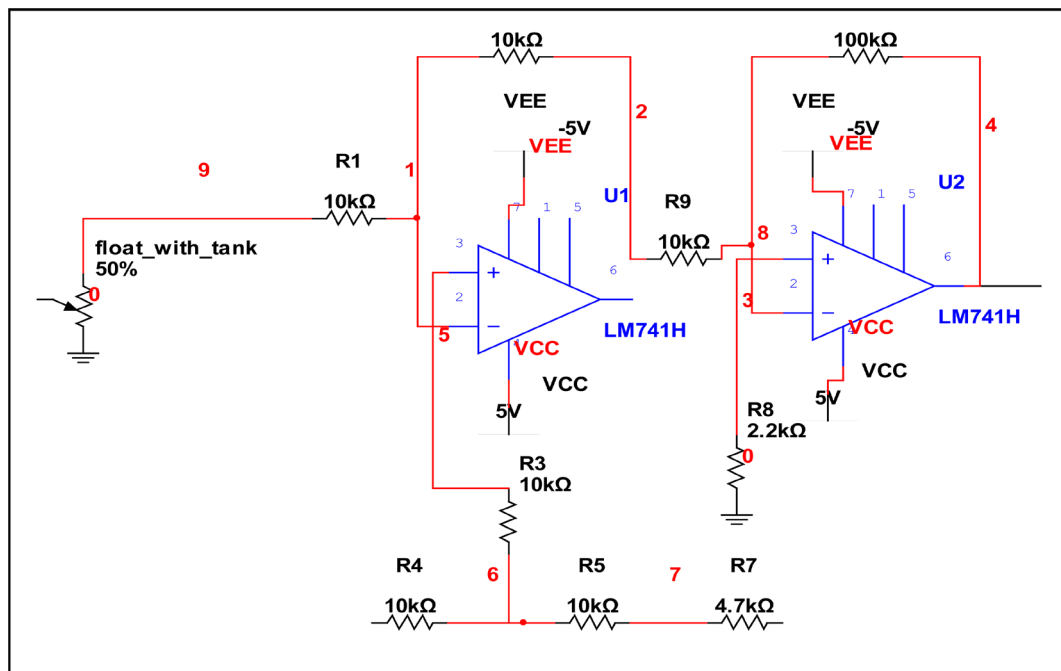 10kΩ
100kΩ
VEE
VEE
2
-5V
-5V
4
VEE
VEE
9
R1
1
10kΩ
U1
R9
U2
7
1
5
7
1
5
8
10kΩ
float_with_tank
50%
3
+
2
−
6
3
+
2
−
6
0
5
3
LM741H
LM741H
VCC
VCC
4
VCC
VCC
5V
5V
R8
2.2kΩ
0
R3
10kΩ
R4
6
R5
7
R7
10kΩ
10kΩ
4.7kΩ